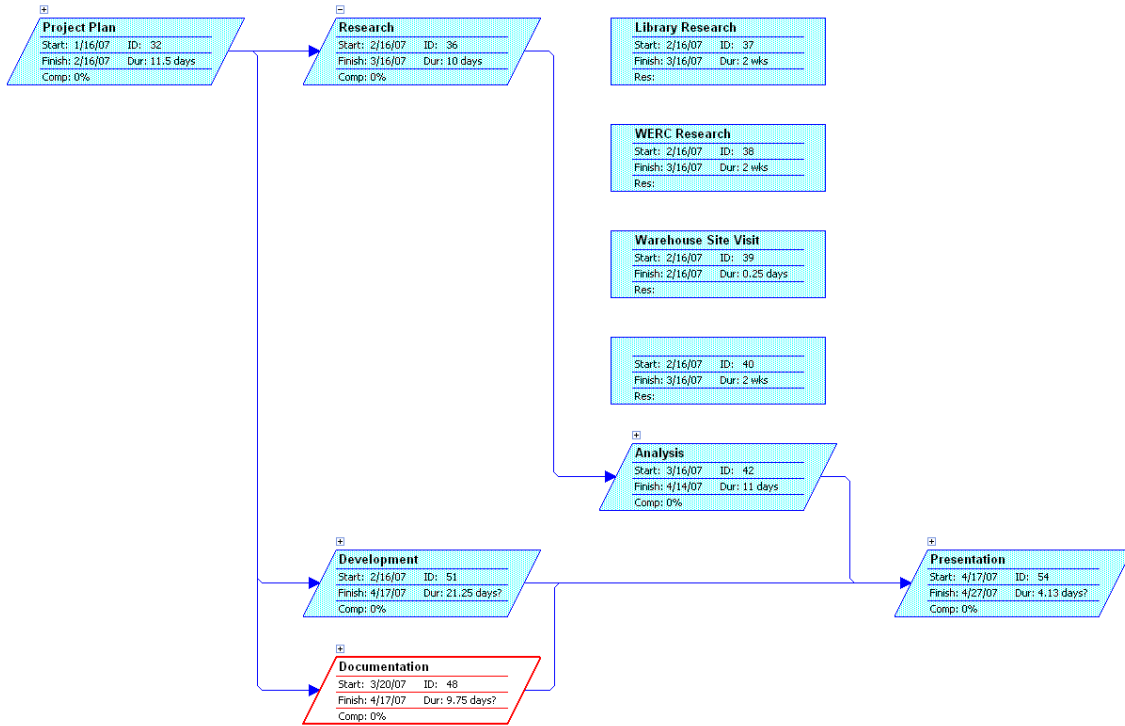 Project Plan
Start: 1/16/07 ID: 32
Finish: 2/16/07 Dur: 11.5 days
Comp: 0%
Research
Start: 2/16/07 ID: 36
Finish: 3/16/07 Dur: 10 days
Comp: 0%
Library Research
Start: 2/16/07 ID: 37
Finish: 3/16/07 Dur: 2 wks
Res:
WERC Research
Start: 2/16/07 ID: 38
Finish: 3/16/07 Dur: 2 wks
Res:
Warehouse Site Visit
Start: 2/16/07 ID: 39
Finish: 2/16/07 Dur: 0.25 days
Res:
Start: 2/16/07 ID: 40
Finish: 3/16/07 Dur: 2 wks
Res:
Analysis
Start: 3/16/07 ID: 42
Finish: 4/14/07 Dur: 11 days
Comp: 0%
Development
Start: 2/16/07 ID: 51
Finish: 4/17/07 Dur: 21.25 days?
Comp: 0%
Presentation
Start: 4/17/07 ID: 54
Finish: 4/27/07 Dur: 4.13 days?
Comp: 0%
Documentation
Start: 3/20/07 ID: 48
Finish: 4/17/07 Dur: 9.75 days?
Comp: 0%